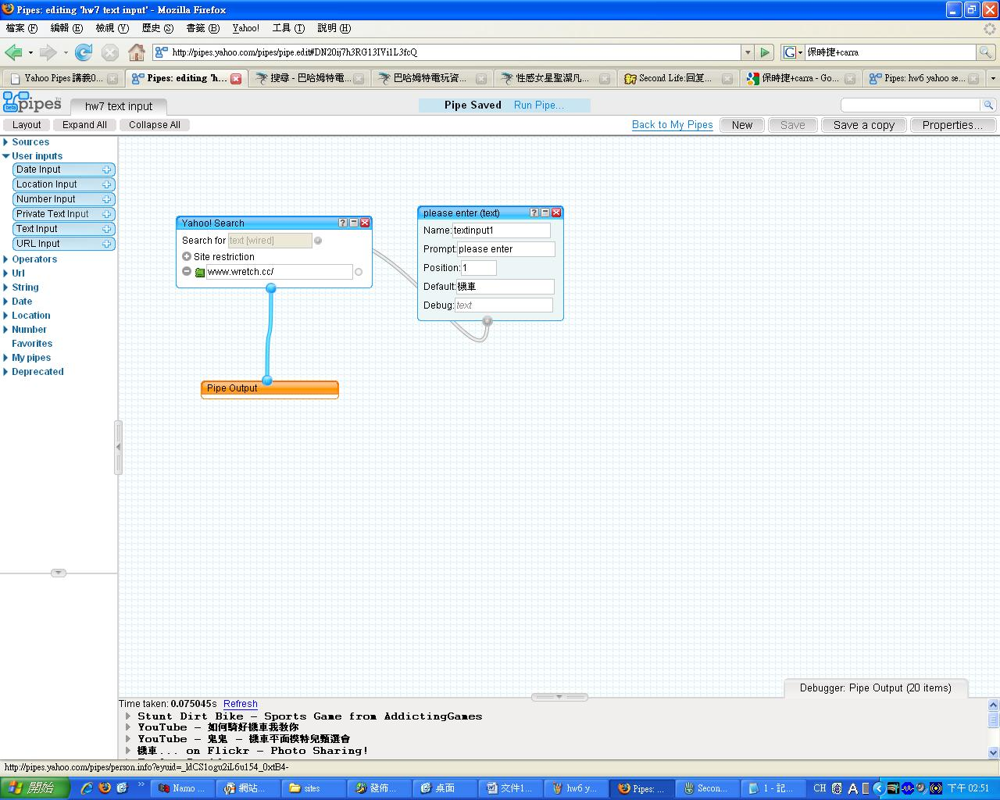 Pipes: editing 'hw7 text input' - Mozilla Firefox
檔案 (F) 編輯 (E) 檢視 (V) 歷史 (S) 書籤 (B) Yahoo! 工具 (T) 說明 (H)
http://pipes.yahoo.com/pipes/pipe.edit#DN20ij7h3RG13IVi1L3fcQ
保時捷+carra
Yahoo Pipes 講義0...
Pipes: editing 'h...
搜尋 - 巴哈姆特電...
巴哈姆特電玩資...
性感女星聖潔凡...
Second Life:回复...
保時捷+carra - Go...
Pipes: hw6 yahoo se...
beta pipes
hw7 text input
Pipe Saved Run Pipe...
Layout Expand All Collapse All
Back to My Pipes New Save Save a copy Properties...
Sources
User inputs
Date Input
Location Input
Number Input
Private Text Input
Text Input
URL Input
Operators
Url
String
Date
Location
Number
Favorites
My pipes
Deprecated
Yahoo! Search
Search for text [wired]
Site restriction
www.wretch.cc/
please enter (text)
Name: textinput1
Prompt: please enter
Position: 1
Default: 機車
Debug: text
Pipe Output
Debugger: Pipe Output (20 items)
Time taken: 0.075045s Refresh
Stunt Dirt Bike - Sports Game from AddictingGames
YouTube - 如何騎好機車我教你
YouTube - 鬼鬼 - 機車平面模特兒甄選會
機車... on Flickr - Photo Sharing!
http://pipes.yahoo.com/pipes/person.info?eyuid=_ldCS1ogu2iL6u154_0xtB4-
開始
Namo ...
網站...
sites
發佈...
桌面
文件1...
hw6 y...
Pipes: ...
Secon...
1 - 記...
CH
下午 02:51